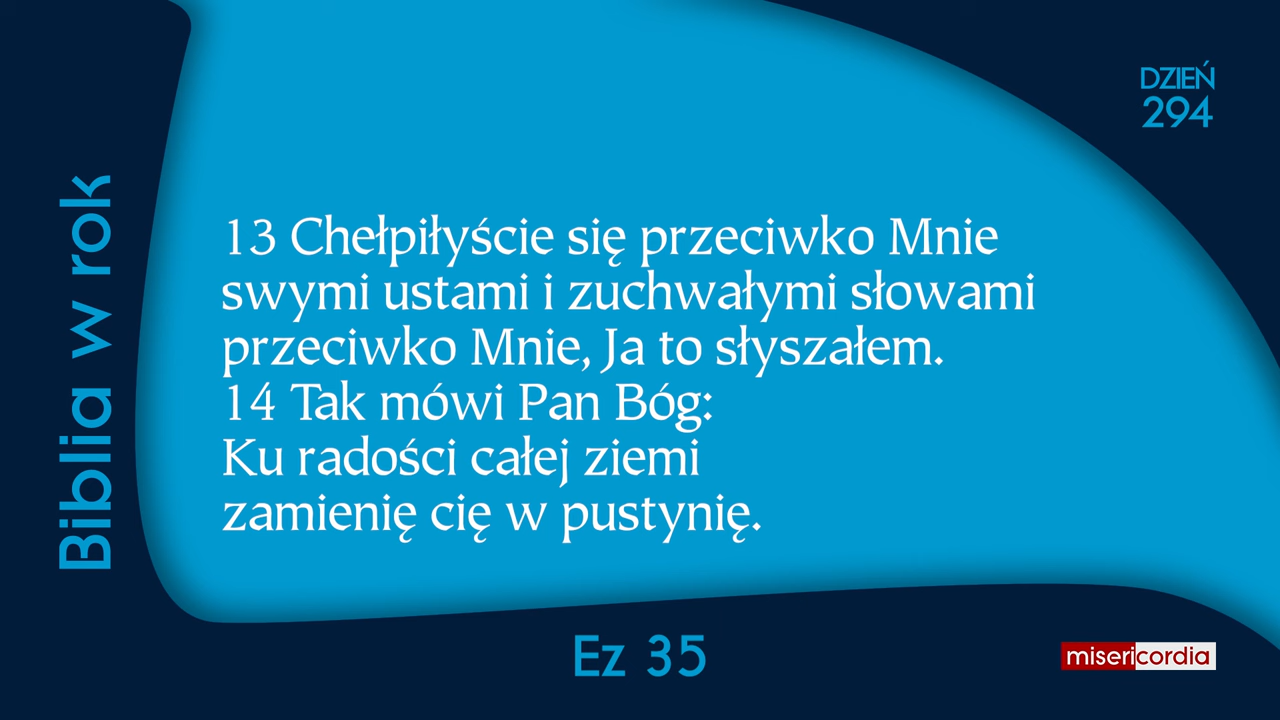 DZIEŃ
294
Biblia w rok
13 Chełpiłyście się przeciwko Mnie
swymi ustami i zuchwałymi słowami
przeciwko Mnie, Ja to słyszałem.
14 Tak mówi Pan Bóg:
Ku radości całej ziemi
zamienię cię w pustynię.
Ez 35
misericordia